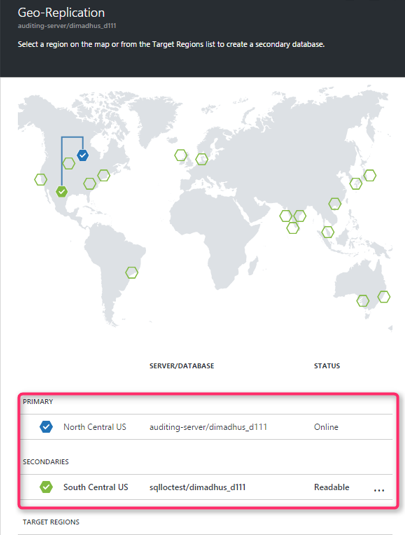 Geo-Replication
auditing-server/dimadhus_d111
Select a region on the map or from the Target Regions list to create a secondary database.
SERVER/DATABASE STATUS
PRIMARY
North Central US auditing-server/dimadhus_d111 Online
SECONDARIES
South Central US sqlloctest/dimadhus_d111 Readable ...
TARGET REGIONS